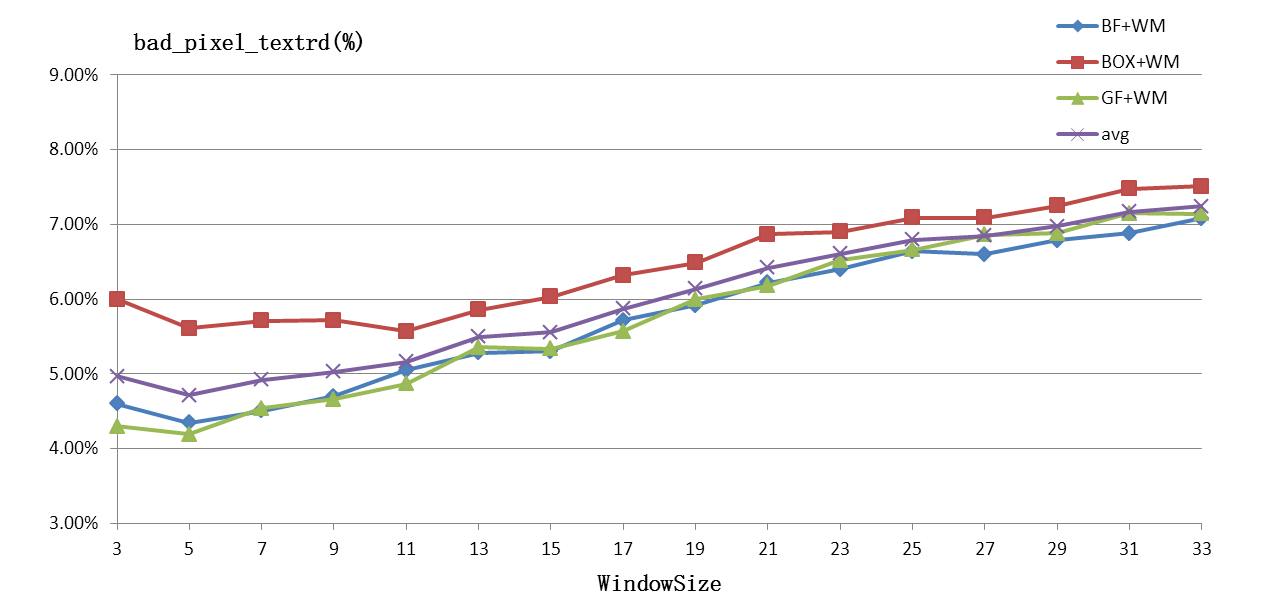 bad_pixel_textrd(%)
BF+WM
BOX+WM
GF+WM
avg
9.00%
8.00%
7.00%
6.00%
5.00%
4.00%
3.00%
3 5 7 9 11 13 15 17 19 21 23 25 27 29 31 33
WindowSize